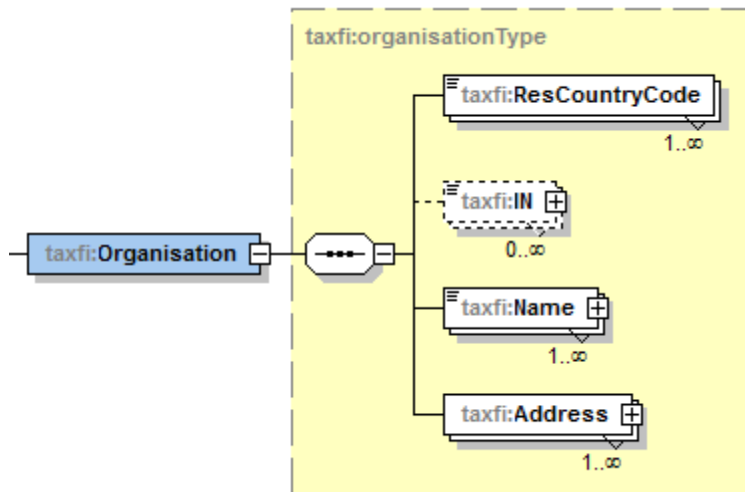 taxfi:organisationType
taxfi:ResCountryCode
1..∞
taxfi:IN
0..∞
taxfi:Organisation
taxfi:Name
1..∞
taxfi:Address
1..∞